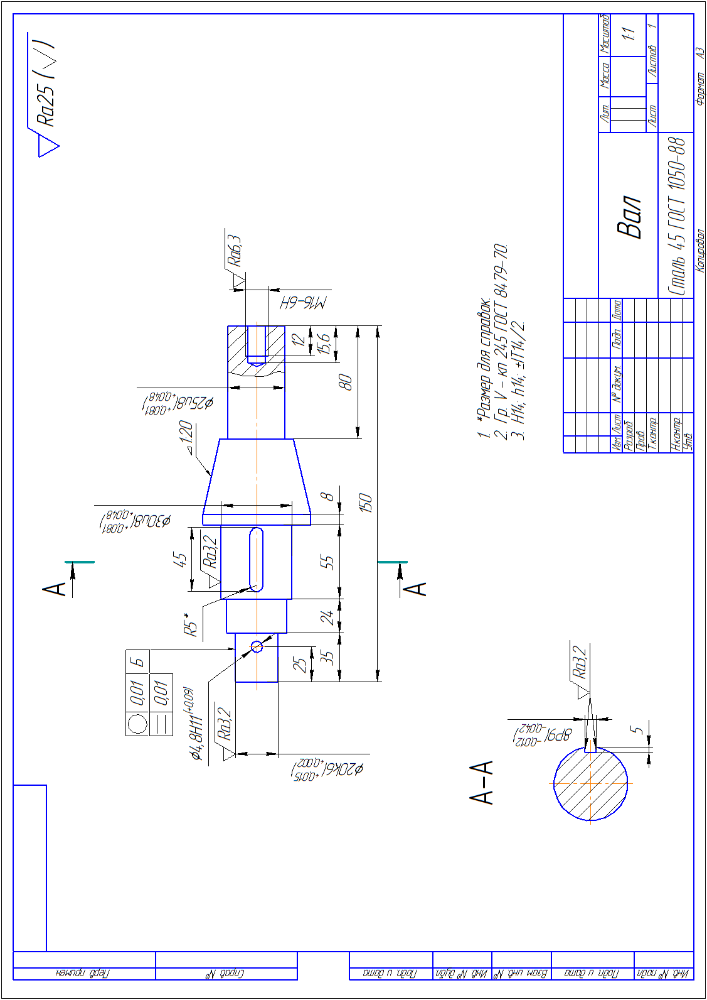 Ra25 (√)
Ra6,3
M16-6H
12
15,6
80
150
⌀25u8(+0,081 +0,048)
1:20
⌀30u8(+0,081 +0,048)
8
45
Ra3,2
55
24
R5*
0,01 Б
0,01
⌀4,8H11(+0,09)
25
35
Ra3,2
⌀20k6(+0,015 +0,002)
А
А
А-А
Ra3,2
8P9(-0,012 -0,042)
5
1. *Размер для справок.
2. Гр. V - кп 245 ГОСТ 8479-70.
3. H14; h14; ±IT14/2.
Изм Лист № докум. Подп. Дата
Разраб.
Пров.
Т.контр.
Н.контр.
Утв.
Вал
Сталь 45 ГОСТ 1050-88
Лит. Масса Масштаб
1:1
Лист Листов 1
Копировал Формат А3
Перв. примен.
Справ. №
Подп. и дата
Инв. № дубл.
Взам. инв. №
Подп. и дата
Инв. № подл.